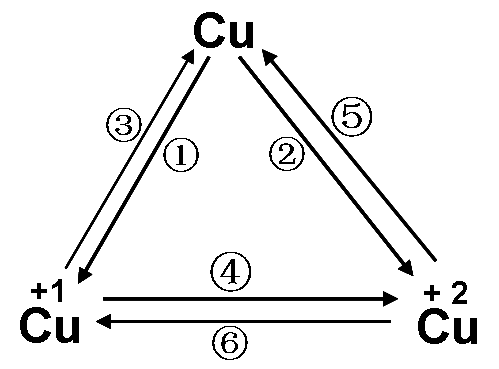 Cu
③ ① ② ⑤
④
+1 +2
Cu Cu
⑥